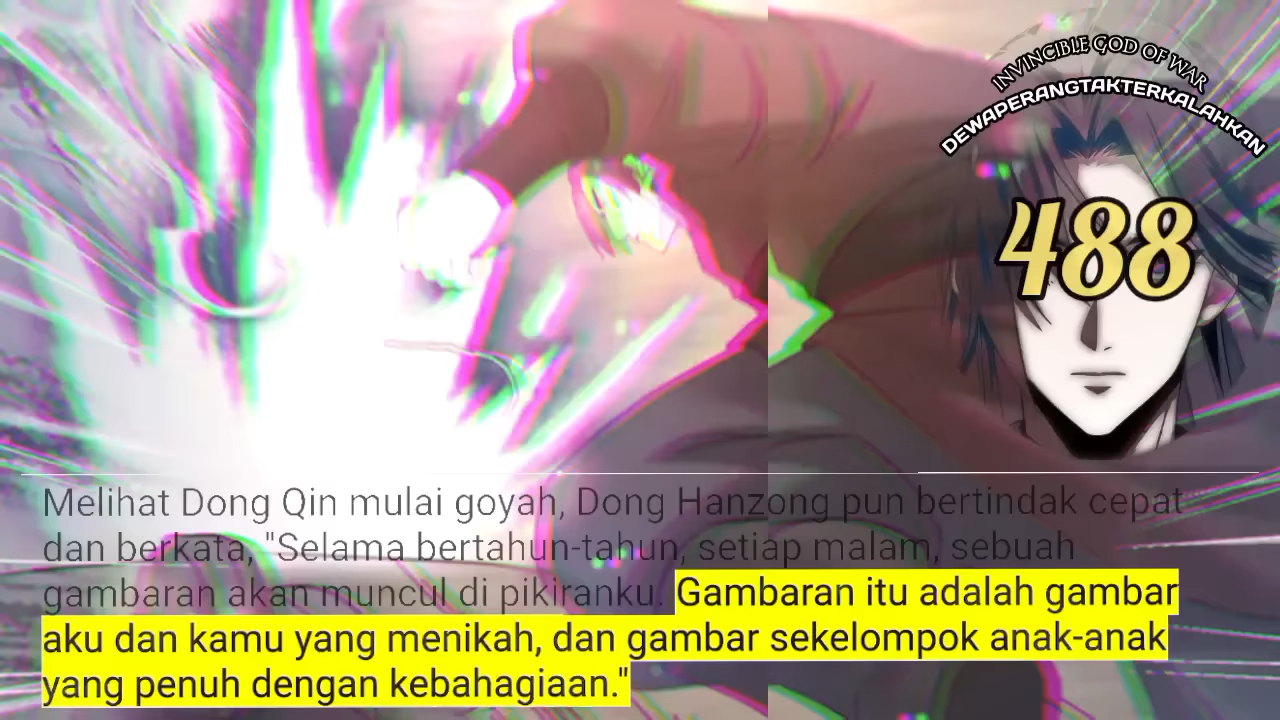 INVINCIBLE GOD OF WAR
DEWAPERANGTAKTERKALAHKAN
488
Melihat Dong Qin mulai goyah, Dong Hanzong pun bertindak cepat
dan berkata, "Selama bertahun-tahun, setiap malam, sebuah
gambaran akan muncul di pikiranku. Gambaran itu adalah gambar
aku dan kamu yang menikah, dan gambar sekelompok anak-anak
yang penuh dengan kebahagiaan."